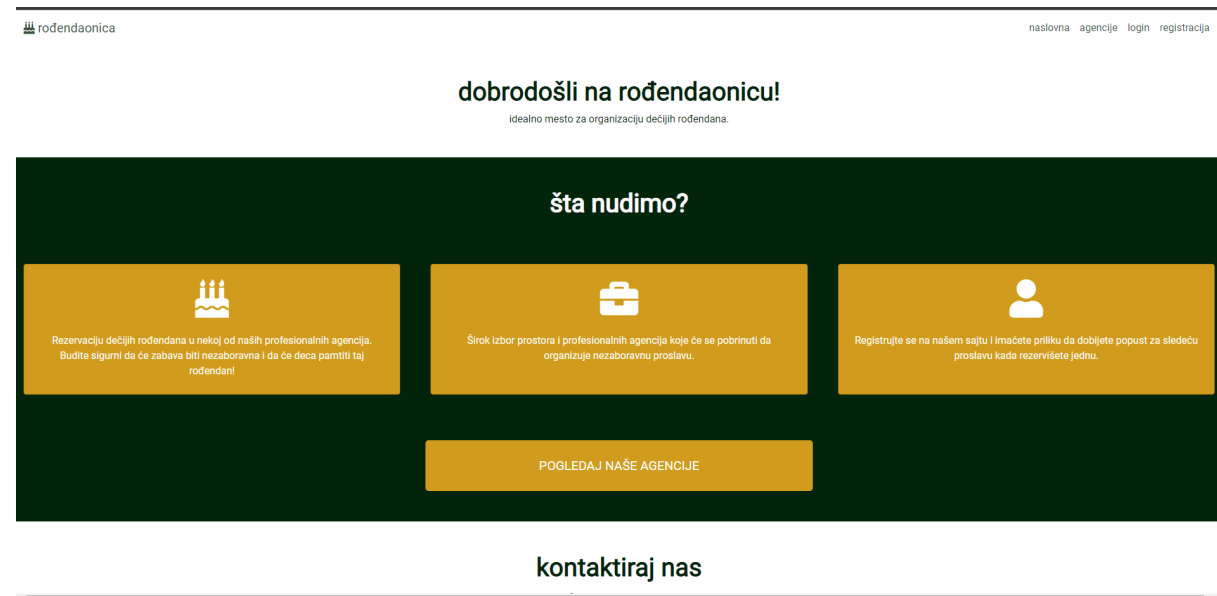 rođendaonica
naslovna agencije login registracija
dobrodošli na rođendaonicu!
idealno mesto za organizaciju dečijih rođendana.
šta nudimo?
Rezervaciju dečijih rođendana u nekoj od naših profesionalnih agencija.
Budite sigurni da će zabava biti nezaboravna i da će deca pamtiti taj
rođendan!
Širok izbor prostora i profesionalnih agencija koje će se pobrinuti da
organizuje nezaboravnu proslavu.
Registrujte se na našem sajtu i imaćete priliku da dobijete popust za sledeću
proslavu kada rezervišete jednu.
POGLEDAJ NAŠE AGENCIJE
kontaktiraj nas